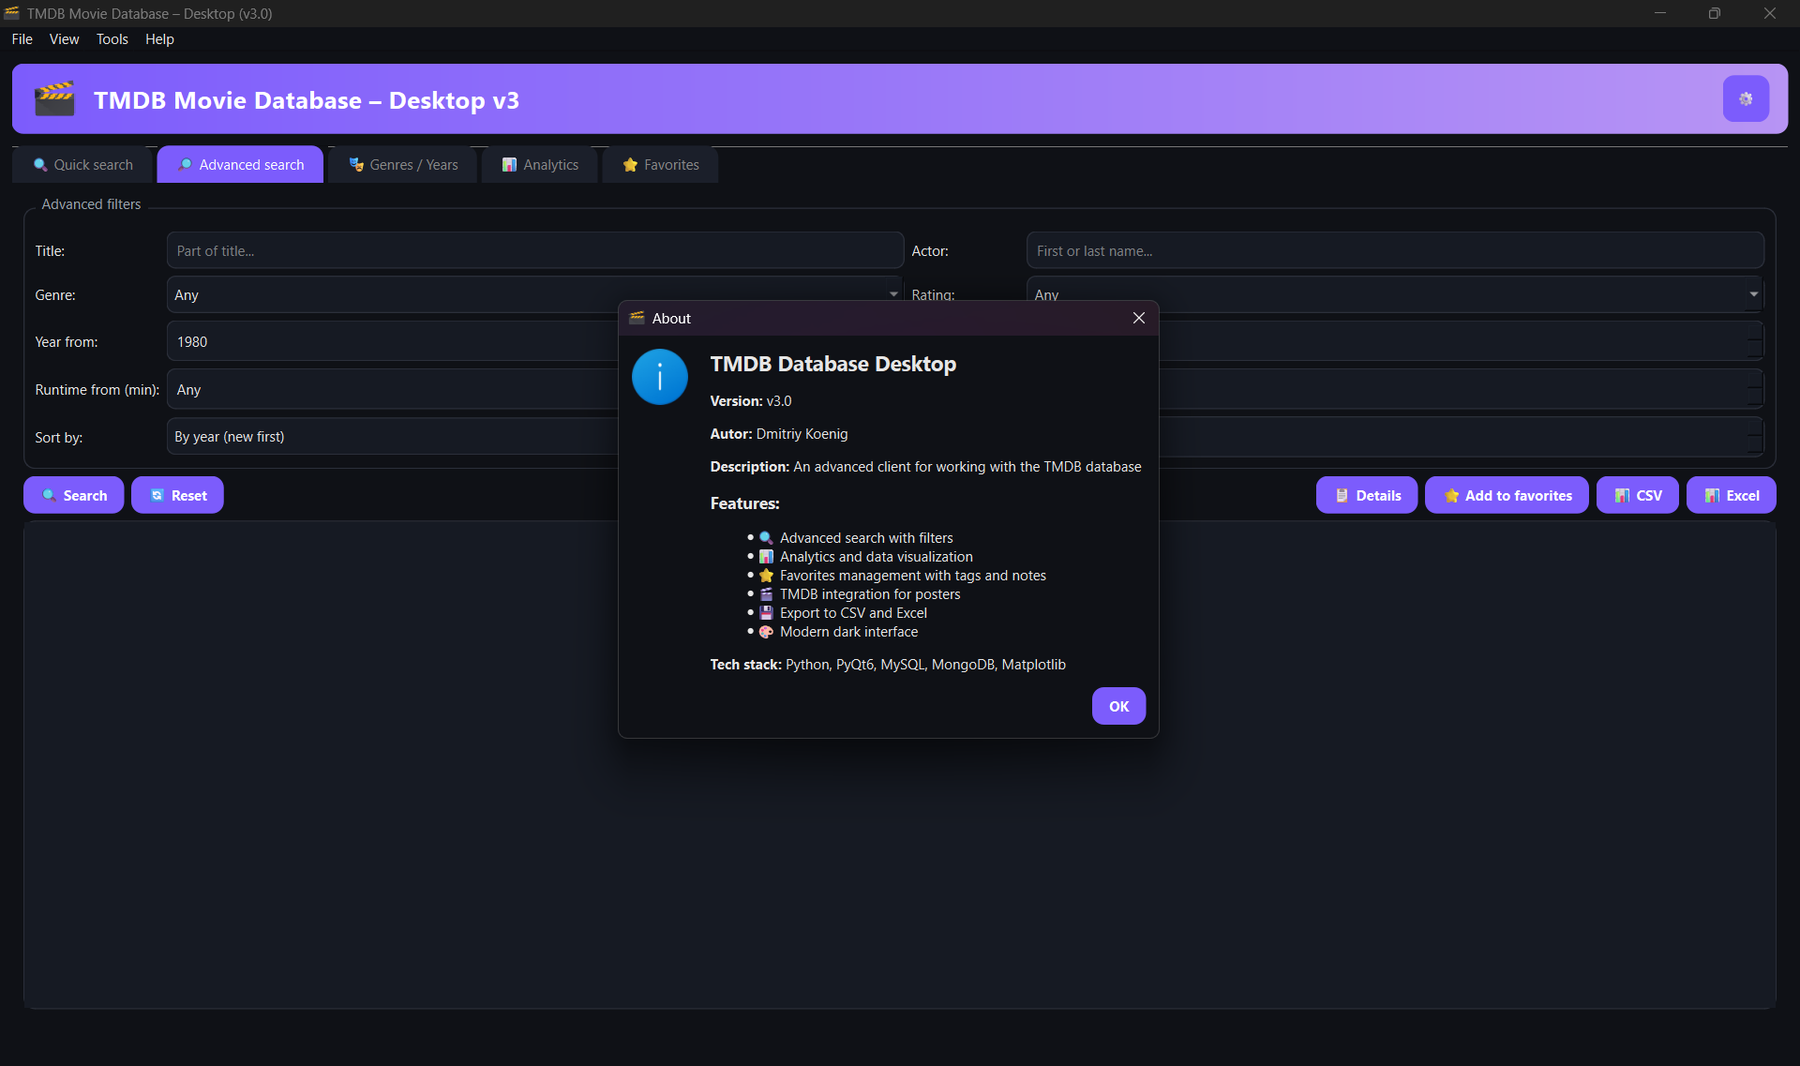 TMDB Movie Database – Desktop (v3.0)
File View Tools Help
TMDB Movie Database – Desktop v3
Quick search Advanced search Genres / Years Analytics Favorites
Advanced filters
Title: Part of title... Actor: First or last name...
Genre: Any Rating: Any
Year from: 1980
Runtime from (min): Any
Sort by: By year (new first)
Search Reset Details Add to favorites CSV Excel
About
TMDB Database Desktop
Version: v3.0
Autor: Dmitriy Koenig
Description: An advanced client for working with the TMDB database
Features:
• Advanced search with filters
• Analytics and data visualization
• Favorites management with tags and notes
• TMDB integration for posters
• Export to CSV and Excel
• Modern dark interface
Tech stack: Python, PyQt6, MySQL, MongoDB, Matplotlib
OK